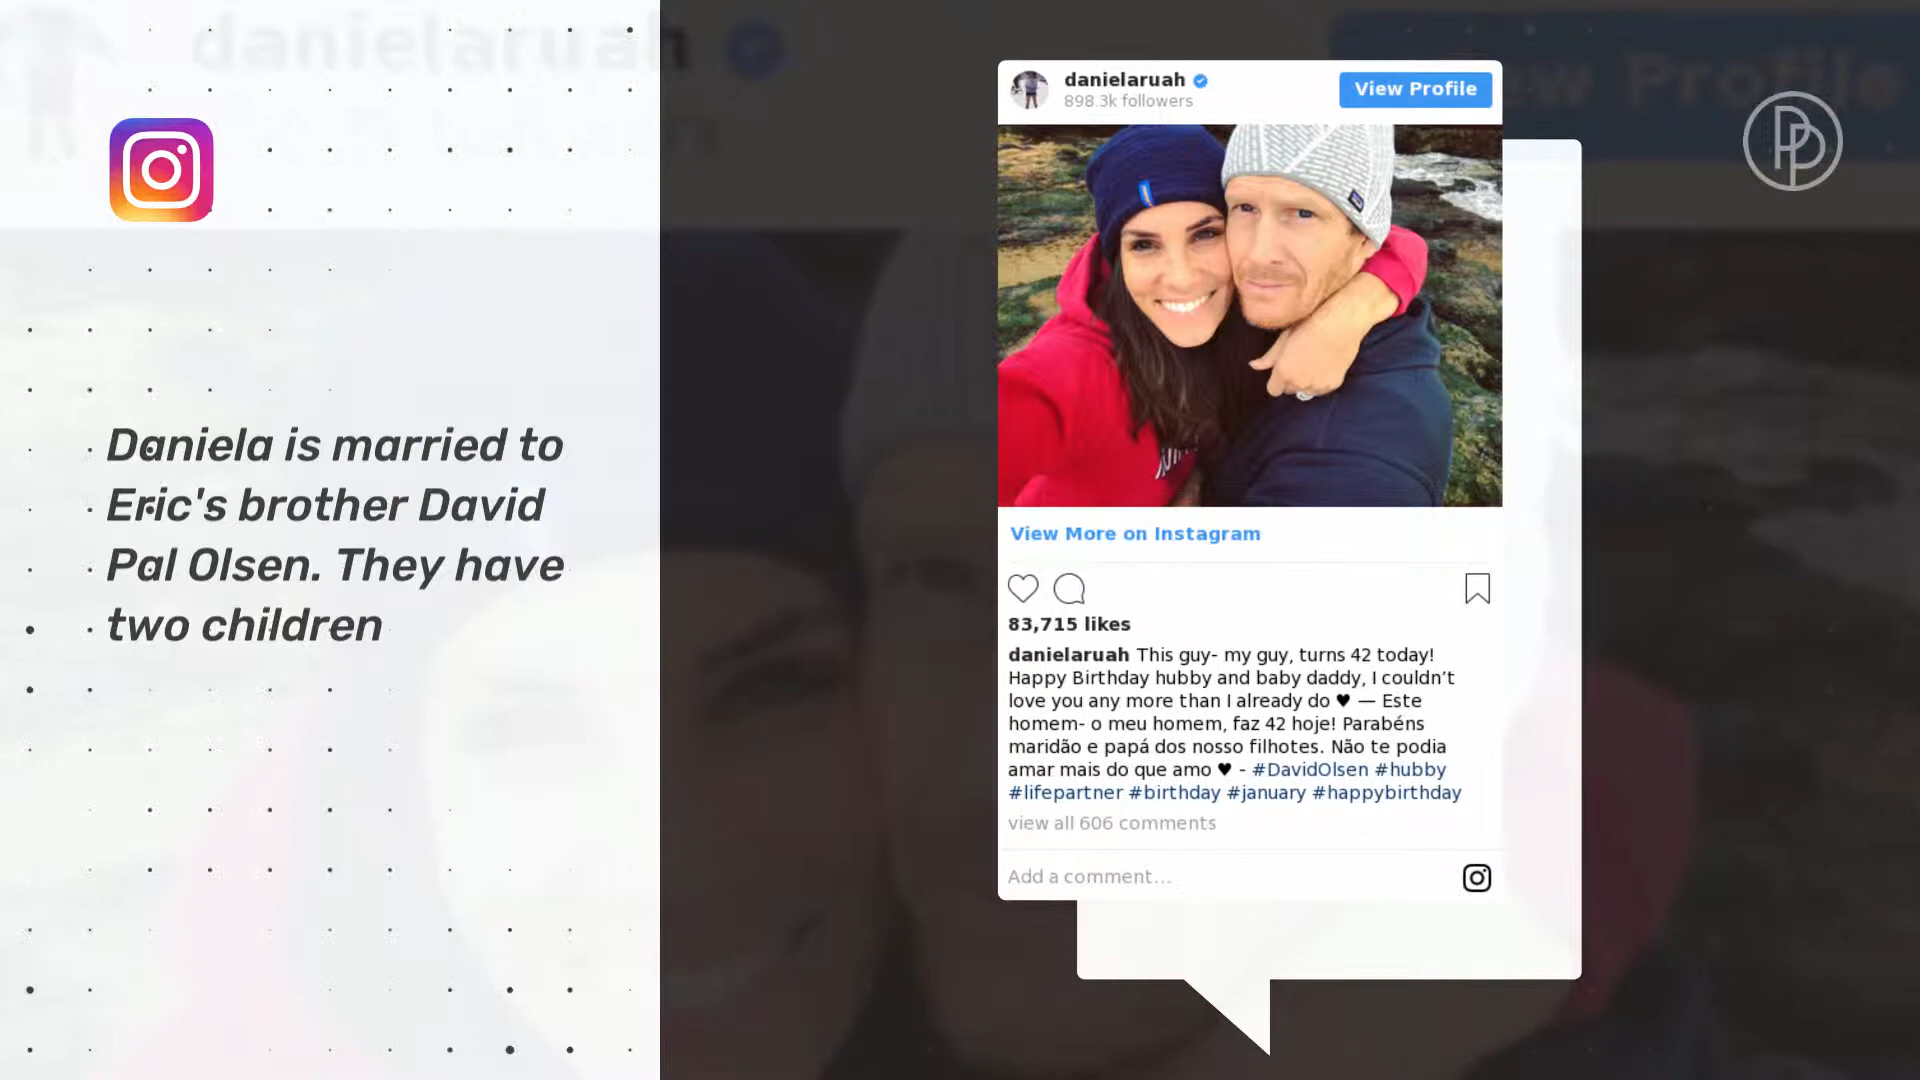 danielaruah
View Profile
Daniela is married to
Eric's brother David
Pal Olsen. They have
two children
danielaruah
898.3k followers
View Profile
View More on Instagram
83,715 likes
danielaruah This guy- my guy, turns 42 today!
Happy Birthday hubby and baby daddy, I couldn’t
love you any more than I already do ♥ — Este
homem- o meu homem, faz 42 hoje! Parabéns
maridão e papá dos nosso filhotes. Não te podia
amar mais do que amo ♥ - #DavidOlsen #hubby
#lifepartner #birthday #january #happybirthday
view all 606 comments
Add a comment...